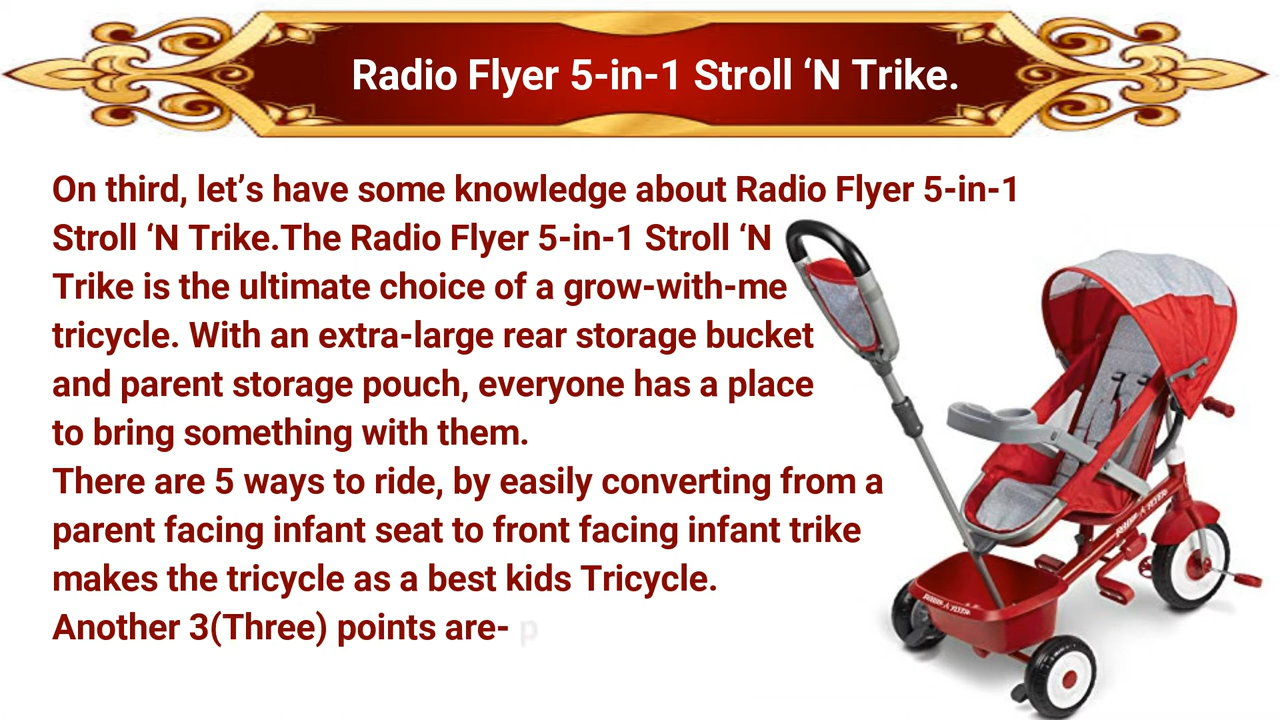 Radio Flyer 5-in-1 Stroll ‘N Trike.
On third, let’s have some knowledge about Radio Flyer 5-in-1
Stroll ‘N Trike.The Radio Flyer 5-in-1 Stroll ‘N
Trike is the ultimate choice of a grow-with-me
tricycle. With an extra-large rear storage bucket
and parent storage pouch, everyone has a place
to bring something with them.
There are 5 ways to ride, by easily converting from a
parent facing infant seat to front facing infant trike
makes the tricycle as a best kids Tricycle.
Another 3(Three) points are- p
RADIO FLYER
RADIO FLYER